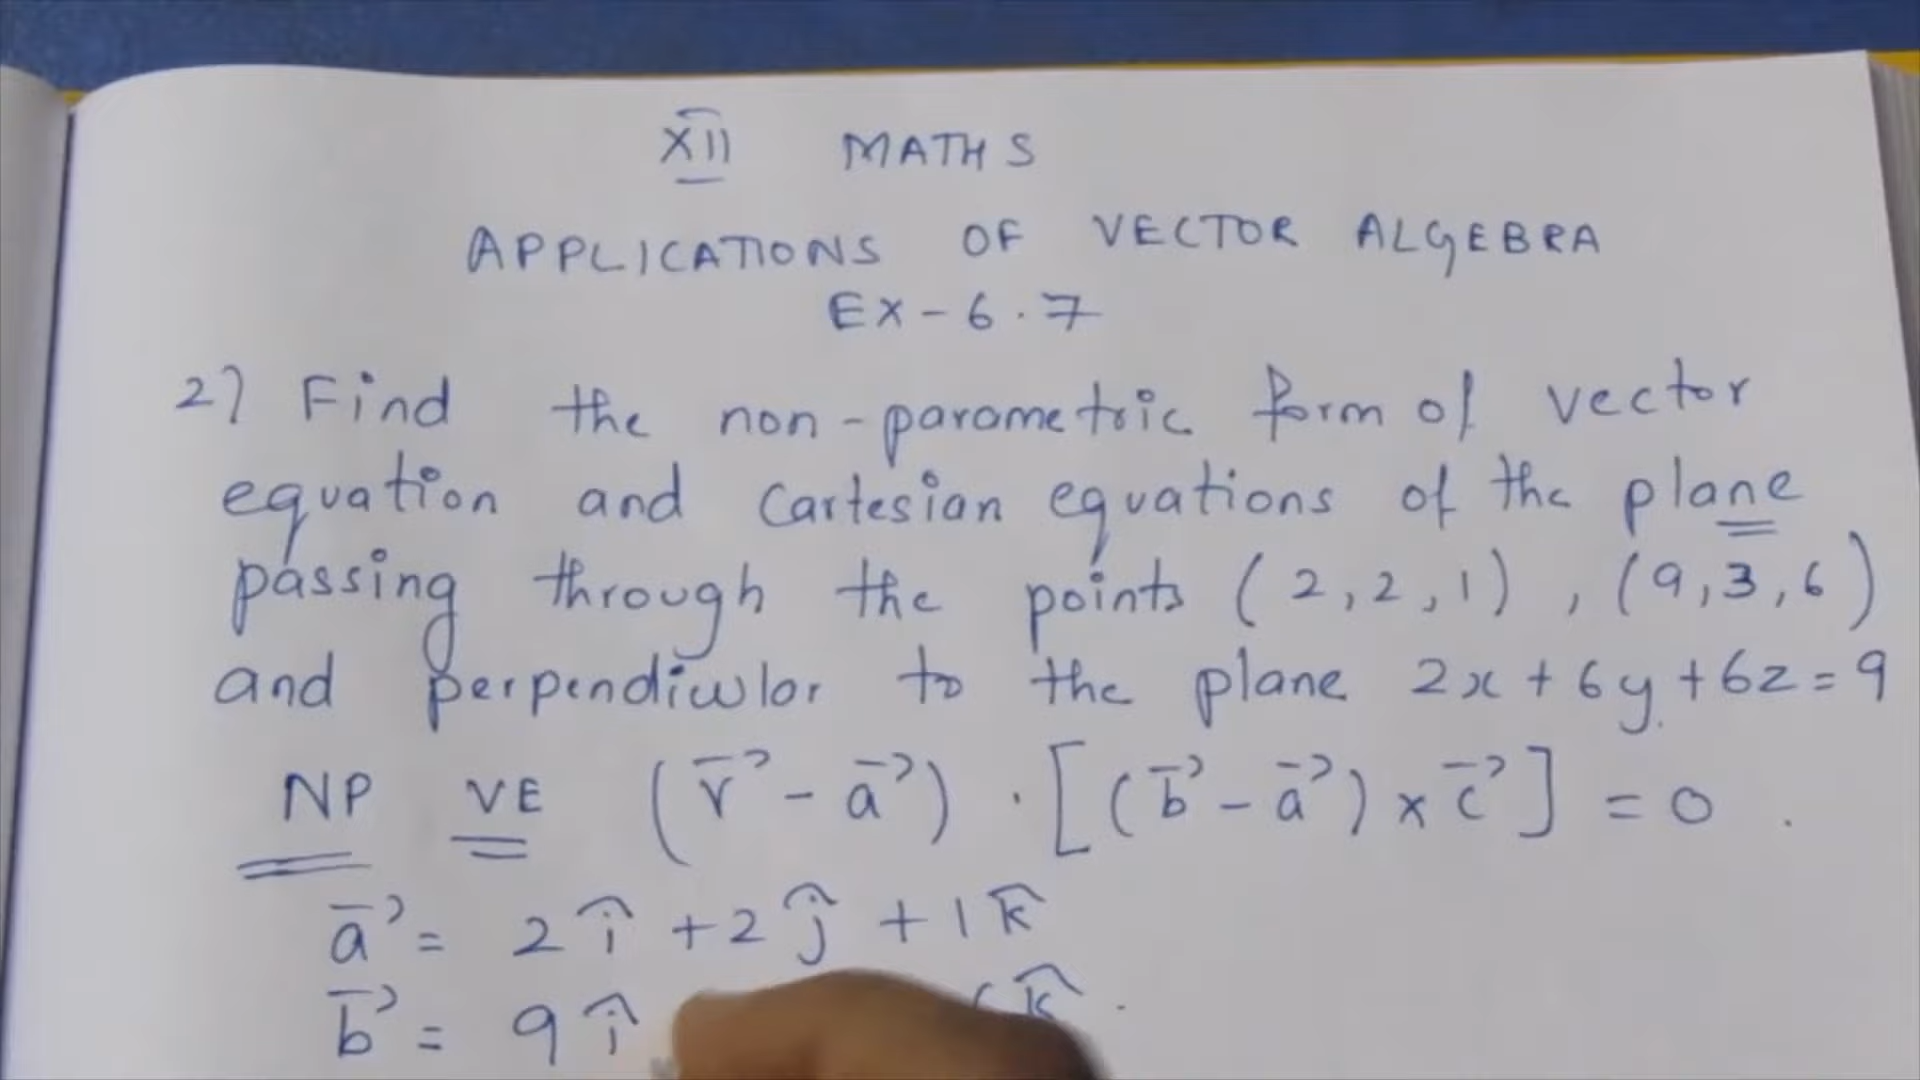 XII MATHS
APPLICATIONS OF VECTOR ALGEBRA
EX-6.7
2) Find the non-parametric form of vector
equation and Cartesian equations of the plane
passing through the points (2,2,1), (9,3,6)
and perpendicular to the plane 2x+6y+6z=9
NP VE (r⃗ - a⃗) · [(b⃗ - a⃗) × c⃗] = 0.
a⃗ = 2î + 2ĵ + 1k̂
b⃗ = 9î k̂.